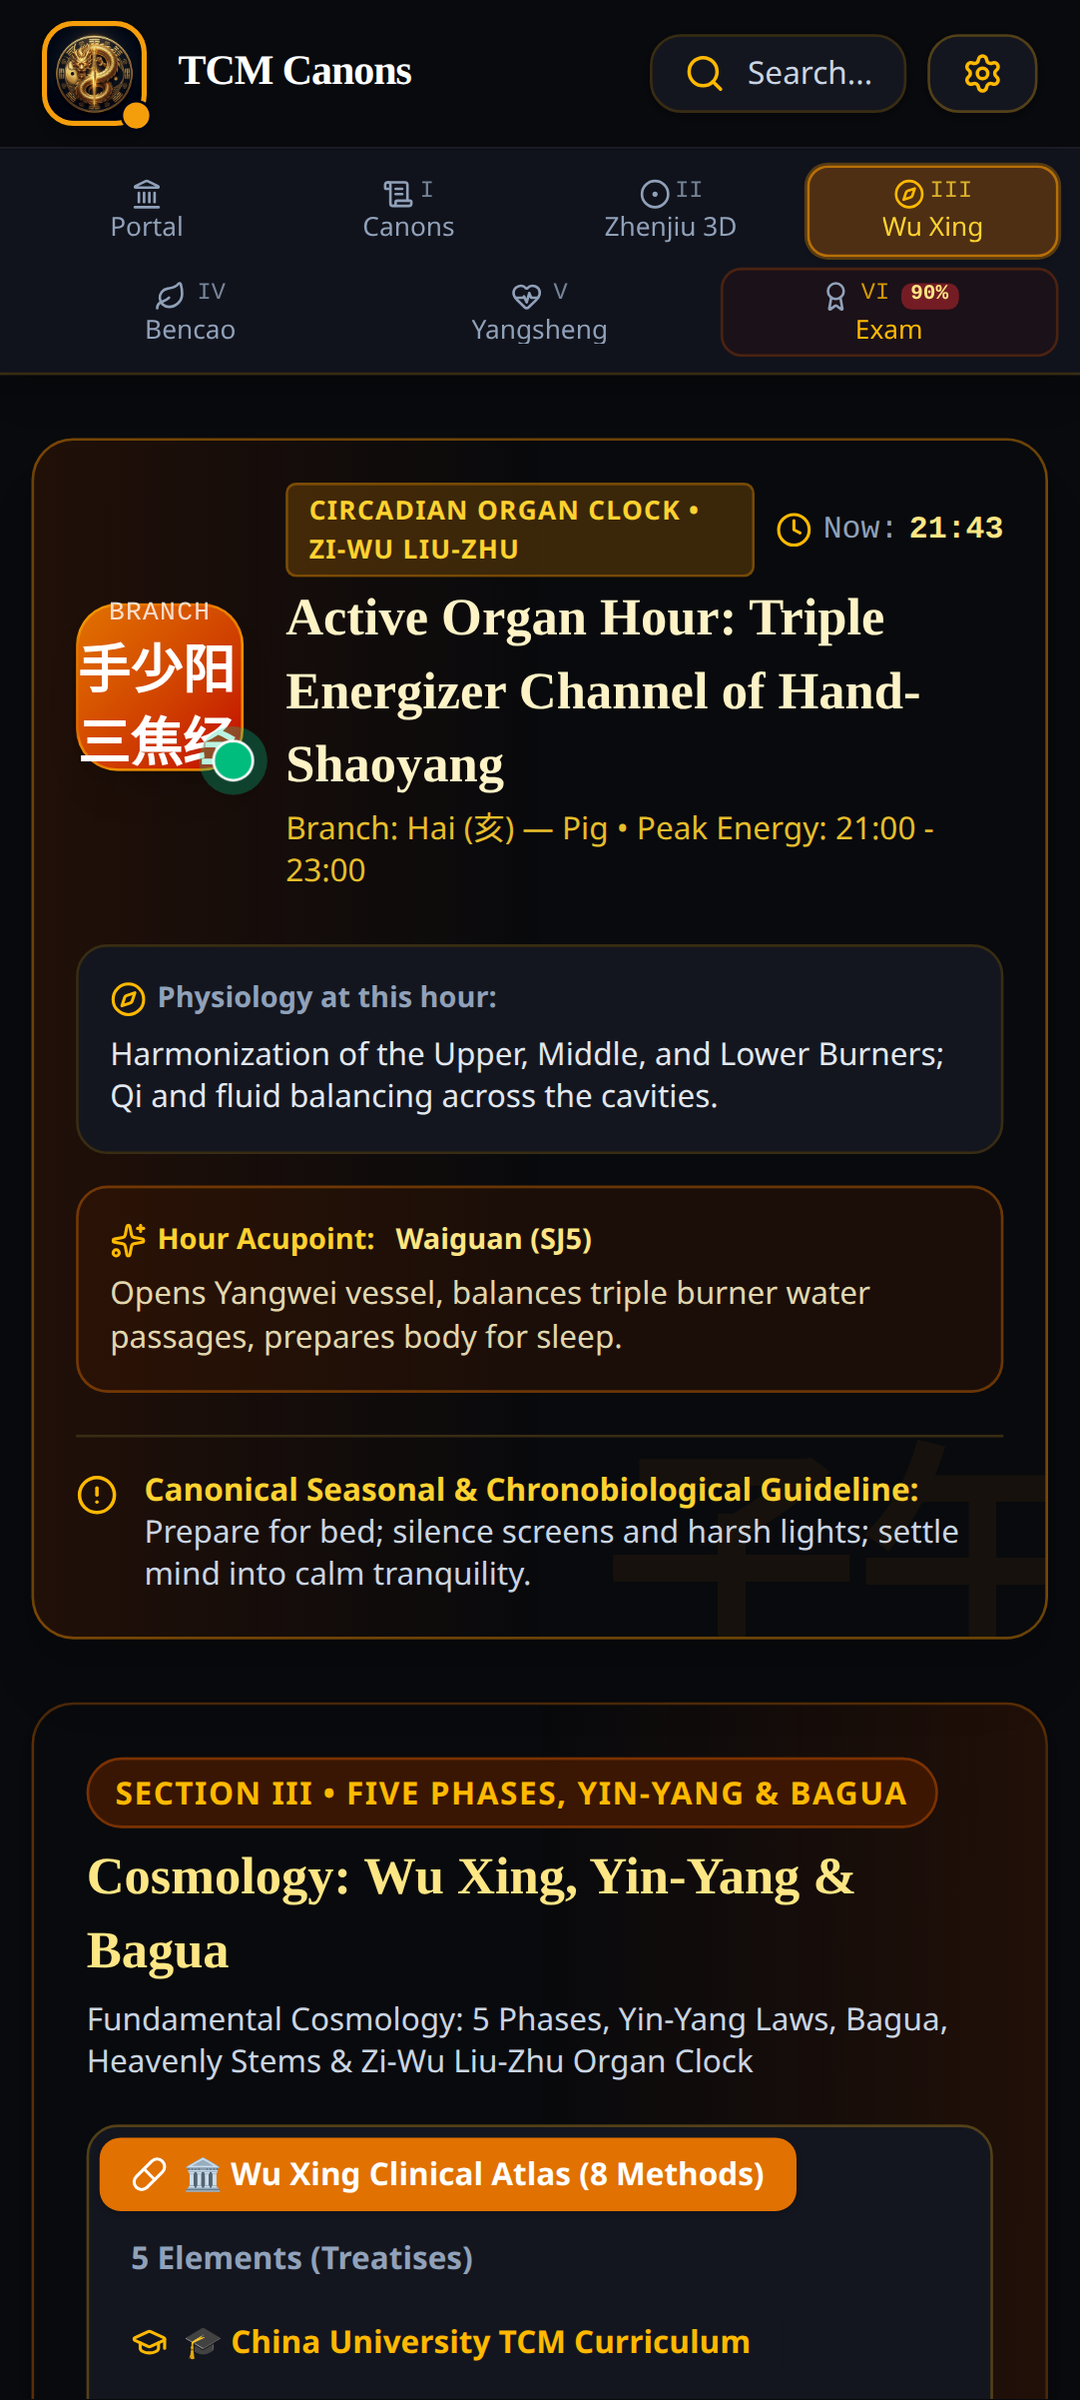 TCM Canons
Search...
Portal
I
Canons
II
Zhenjiu 3D
III
Wu Xing
IV
Bencao
V
Yangsheng
VI 90%
Exam
CIRCADIAN ORGAN CLOCK •
ZI-WU LIU-ZHU
Now: 21:43
BRANCH
手少阳
三焦经
Active Organ Hour: Triple
Energizer Channel of Hand-
Shaoyang
Branch: Hai (亥) — Pig • Peak Energy: 21:00 -
23:00
Physiology at this hour:
Harmonization of the Upper, Middle, and Lower Burners;
Qi and fluid balancing across the cavities.
Hour Acupoint: Waiguan (SJ5)
Opens Yangwei vessel, balances triple burner water
passages, prepares body for sleep.
Canonical Seasonal & Chronobiological Guideline:
Prepare for bed; silence screens and harsh lights; settle
mind into calm tranquility.
SECTION III • FIVE PHASES, YIN-YANG & BAGUA
Cosmology: Wu Xing, Yin-Yang &
Bagua
Fundamental Cosmology: 5 Phases, Yin-Yang Laws, Bagua,
Heavenly Stems & Zi-Wu Liu-Zhu Organ Clock
🏛️ Wu Xing Clinical Atlas (8 Methods)
5 Elements (Treatises)
🎓 China University TCM Curriculum